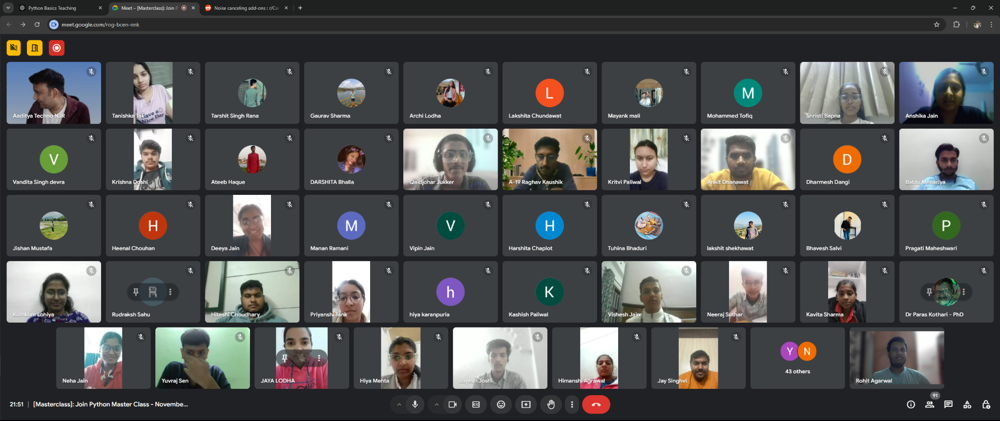 Python Basics Teaching
Meet – [Masterclass]: Join P
Noise canceling add-ons : r/Ca
meet.google.com/rog-bcen-nnk
Have a
Nice Day
Aaditya Techno NJR
Tanishka Tak
Tarshit Singh Rana
Gaurav Sharma
Archi Lodha
L
Lakshita Chundawat
Mayank mali
M
Mohammed Tofiq
Shristi Bapna
Anshika Jain
V
Vandita Singh devra
Krishna Doshi
Ateeb Haque
DARSHITA Bhalla
Qaidjohar Jukker
A-19 Raghav Kaushik
Kritvi Paliwal
Ankit Dhanawat
D
Dharmesh Dangi
Bablu Menariya
Jishan Mustafa
H
Heenal Chouhan
Deeya Jain
M
Manan Ramani
V
Vipin Jain
H
Harshita Chaplot
Tuhina Bhaduri
lakshit shekhawat
Bhavesh Salvi
P
Pragati Maheshwari
Kumkum Lohiya
R
Rudraksh Sahu
Hiteshi Choudhary
Priyanshi Tank
h
hiya karanpuria
K
Kashish Paliwal
Vishesh Jain
Neeraj Suthar
Kavita Sharma
Dr Paras Kothari - PhD
Neha Jain
Yuvraj Sen
JAYA LODHA
Hiya Mehta
Jayesh Joshi
Himanshi Agrawal
Jay Singhvi
Y N
43 others
Rohit Agarwal
21:51 | [Masterclass]: Join Python Master Class - Novembe...
91